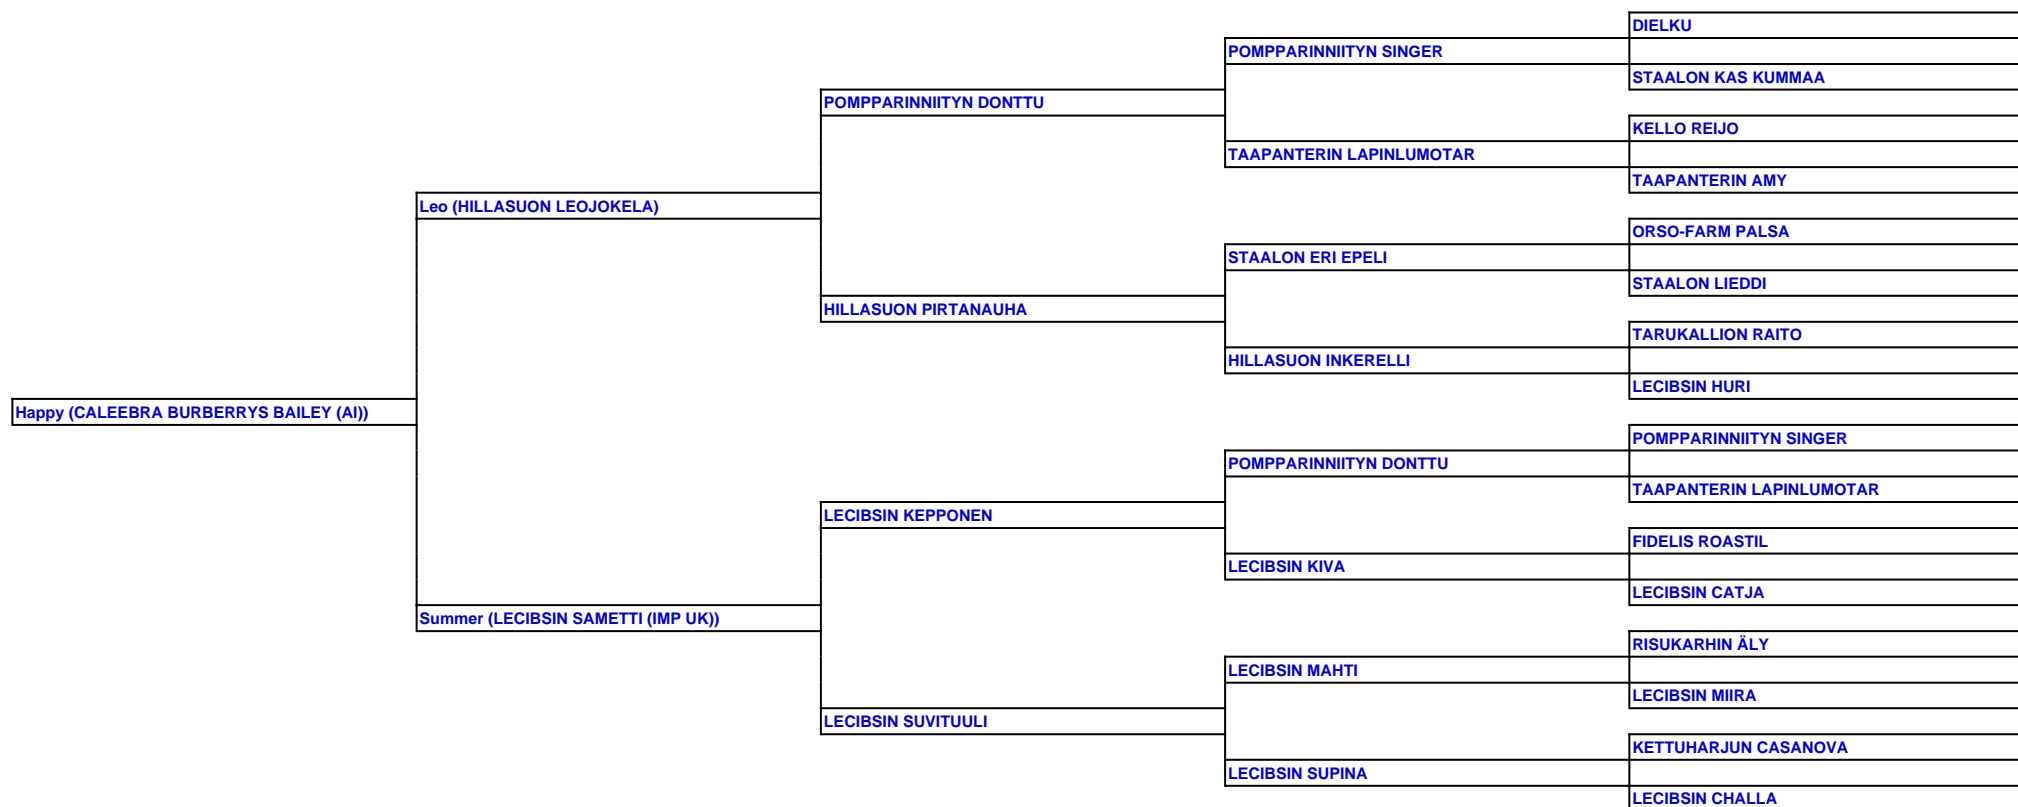 DIELKU
POMPPARINNIITYN SINGER
STAALON KAS KUMMAA
POMPPARINNIITYN DONTTU
KELLO REIJO
TAAPANTERIN LAPINLUMOTAR
TAAPANTERIN AMY
Leo (HILLASUON LEOJOKELA)
ORSO-FARM PALSA
STAALON ERI EPELI
STAALON LIEDDI
HILLASUON PIRTANAUHA
TARUKALLION RAITO
HILLASUON INKERELLI
LECIBSIN HURI
Happy (CALEEBRA BURBERRYS BAILEY (AI))
POMPPARINNIITYN SINGER
POMPPARINNIITYN DONTTU
TAAPANTERIN LAPINLUMOTAR
LECIBSIN KEPPONEN
FIDELIS ROASTIL
LECIBSIN KIVA
LECIBSIN CATJA
Summer (LECIBSIN SAMETTI (IMP UK))
RISUKARHIN ÄLY
LECIBSIN MAHTI
LECIBSIN MIIRA
LECIBSIN SUVITUULI
KETTUHARJUN CASANOVA
LECIBSIN SUPINA
LECIBSIN CHALLA